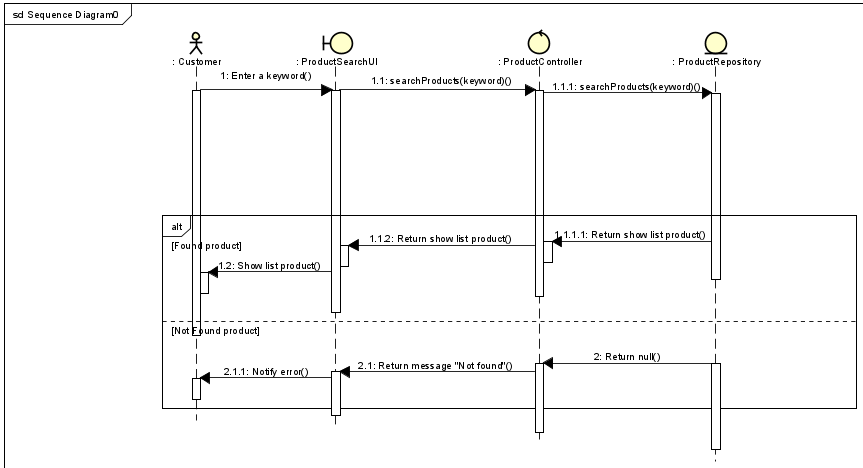 sd Sequence Diagram0
: Customer
: ProductSearchUI
: ProductController
: ProductRepository
1: Enter a keyword()
1.1: searchProducts(keyword)()
1.1.1: searchProducts(keyword)()
alt
[Found product]
1.1.1.1: Return show list product()
1.1.2: Return show list product()
1.2: Show list product()
[Not Found product]
2: Return null()
2.1: Return message "Not found"()
2.1.1: Notify error()